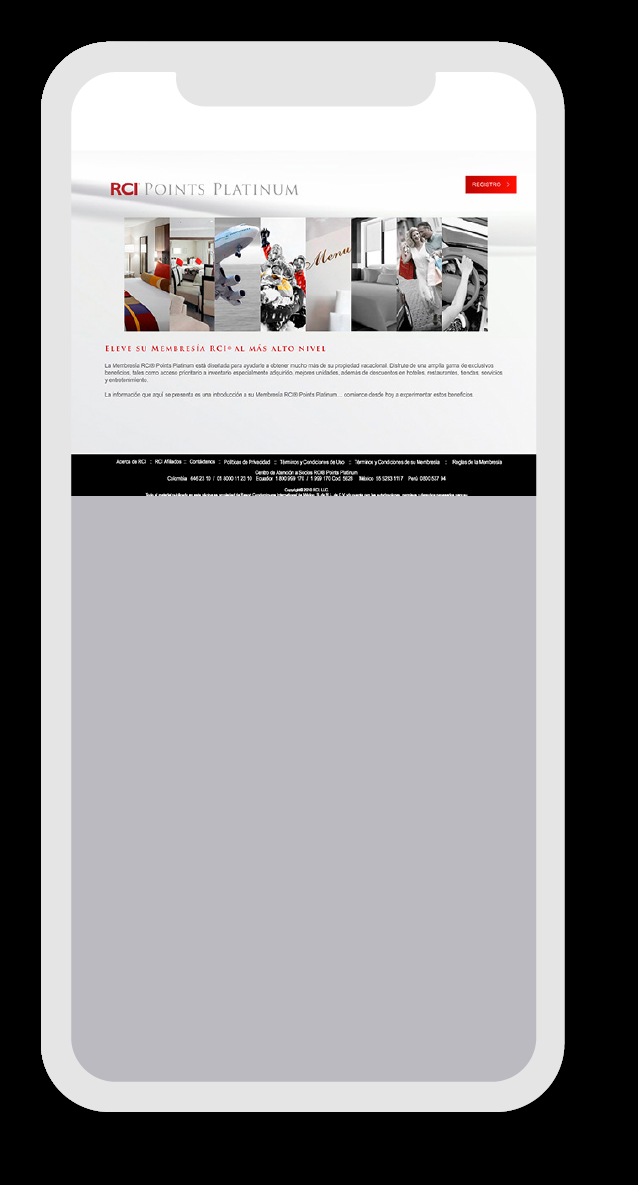 RCI POINTS PLATINUM
REGISTRO >
Menu
ELEVE SU MEMBRESÍA RCI® AL MÁS ALTO NIVEL
La Membresía RCI® Points Platinum está diseñada para ayudarle a obtener mucho más de su propiedad vacacional. Disfrute de una amplia gama de exclusivos
beneficios, tales como acceso prioritario a inventario especialmente adquirido, mejores unidades, además de descuentos en hoteles, restaurantes, tiendas, servicios
y entretenimiento.
La información que aquí se presenta es una introducción a su Membresía RCI® Points Platinum... comience desde hoy a experimentar estos beneficios.
Acerca de RCI :: RCI Afiliados :: Contáctenos :: Políticas de Privacidad :: Términos y Condiciones de Uso :: Términos y Condiciones de su Membresía :: Reglas de la Membresía
Centro de Atención a Socios RCI® Points Platinum
Colombia 646 23 10 / 01 8000 11 23 10 Ecuador 1 800 999 170 / 1 999 170 Cod. 5628 México 55 5283 1117 Perú 0800 537 94
Copyright© 2010 RCI, LLC.